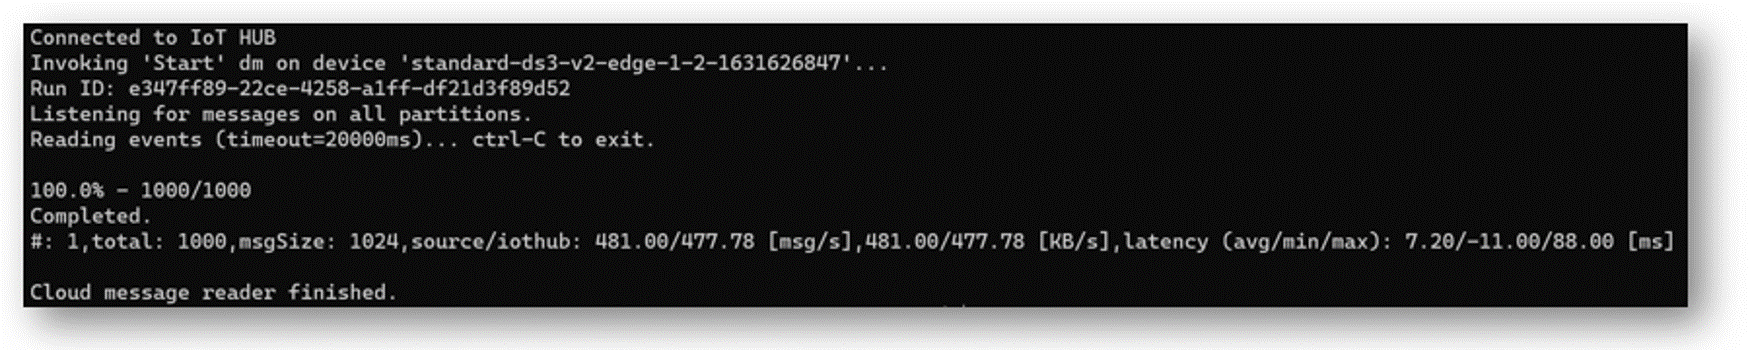 Connected to IoT HUB
Invoking 'Start' dm on device 'standard-ds3-v2-edge-1-2-1631626847'...
Run ID: e347ff89-22ce-4258-a1ff-df21d3f89d52
Listening for messages on all partitions.
Reading events (timeout=20000ms)... ctrl-C to exit.
100.0% - 1000/1000
Completed.
#: 1,total: 1000,msgSize: 1024,source/iothub: 481.00/477.78 [msg/s],481.00/477.78 [KB/s],latency (avg/min/max): 7.20/-11.00/88.00 [ms]
Cloud message reader finished.